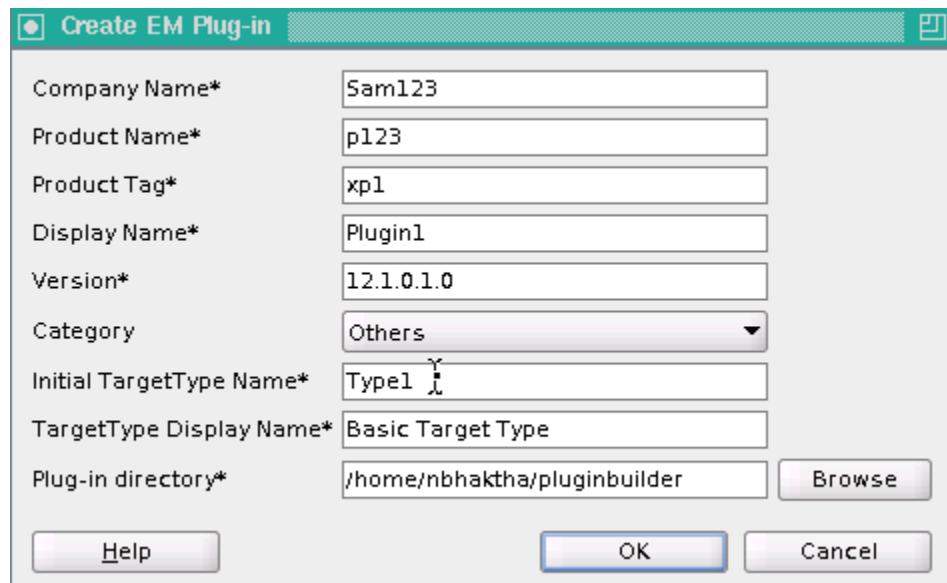 Create EM Plug-in
Company Name* Sam123
Product Name* p123
Product Tag* xp1
Display Name* Plugin1
Version* 12.1.0.1.0
Category Others
Initial TargetType Name* Type1
TargetType Display Name* Basic Target Type
Plug-in directory* /home/nbhaktha/pluginbuilder Browse
Help OK Cancel